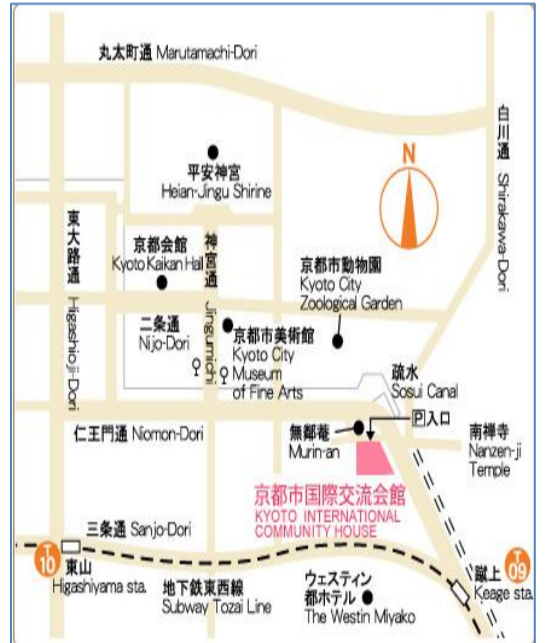 丸太町通 Marutamachi-Dori
白川通 Shirakawa-Dori
N
平安神宮
Heian-Jingu Shirine
東大路通 Higashioji-Dori
京都会館
Kyoto Kaikan Hall
神宮通 Jingumichi
京都市動物園
Kyoto City
Zoological Garden
二条通
Nijo-Dori
京都市美術館
Kyoto City
Museum
of Fine Arts
疏水
Sosui Canal
P入口
仁王門通 Niomon-Dori
無鄰菴
Murin-an
南禅寺
Nanzen-ji
Temple
京都市国際交流会館
KYOTO INTERNATIONAL
COMMUNITY HOUSE
三条通 Sanjo-Dori
T
10
東山
Higashiyama sta.
地下鉄東西線
Subway Tozai Line
ウェスティン
都ホテル
The Westin Miyako
蹴上
Keage sta.
T
09